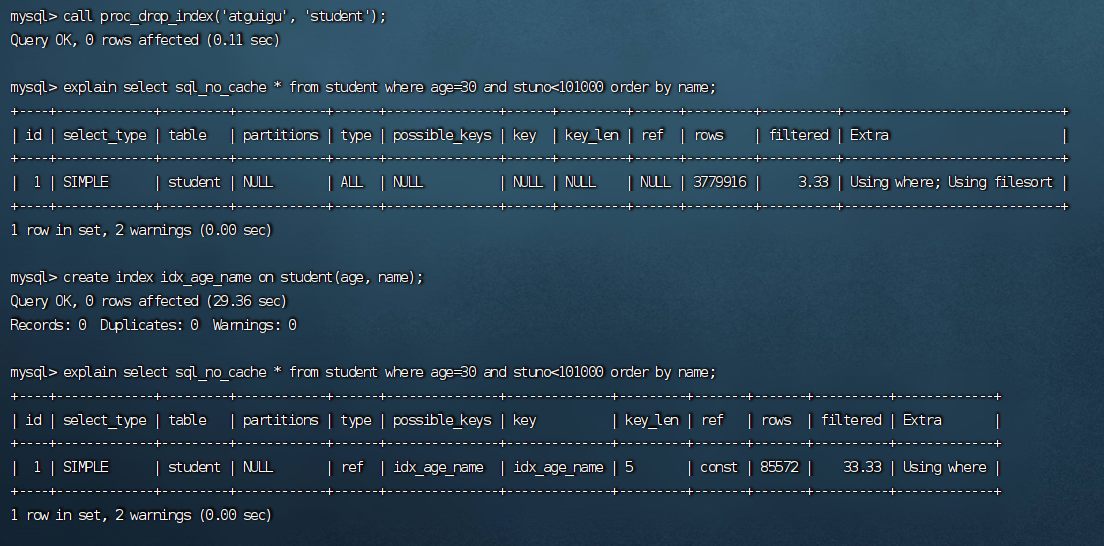 mysql> call proc_drop_index('atguigu', 'student');
Query OK, 0 rows affected (0.11 sec)
mysql> explain select sql_no_cache * from student where age=30 and stuno<101000 order by name;
+----+-------------+---------+------------+------+---------------+------+---------+------+---------+----------+-----------------------------+
| id | select_type | table   | partitions | type | possible_keys | key  | key_len | ref  | rows    | filtered | Extra                       |
+----+-------------+---------+------------+------+---------------+------+---------+------+---------+----------+-----------------------------+
|  1 | SIMPLE      | student | NULL       | ALL  | NULL          | NULL | NULL    | NULL | 3779916 |     3.33 | Using where; Using filesort |
+----+-------------+---------+------------+------+---------------+------+---------+------+---------+----------+-----------------------------+
1 row in set, 2 warnings (0.00 sec)
mysql> create index idx_age_name on student(age, name);
Query OK, 0 rows affected (29.36 sec)
Records: 0  Duplicates: 0  Warnings: 0
mysql> explain select sql_no_cache * from student where age=30 and stuno<101000 order by name;
+----+-------------+---------+------------+------+---------------+--------------+---------+-------+-------+----------+-------------+
| id | select_type | table   | partitions | type | possible_keys | key          | key_len | ref   | rows  | filtered | Extra       |
+----+-------------+---------+------------+------+---------------+--------------+---------+-------+-------+----------+-------------+
|  1 | SIMPLE      | student | NULL       | ref  | idx_age_name  | idx_age_name | 5       | const | 85572 |    33.33 | Using where |
+----+-------------+---------+------------+------+---------------+--------------+---------+-------+-------+----------+-------------+
1 row in set, 2 warnings (0.00 sec)